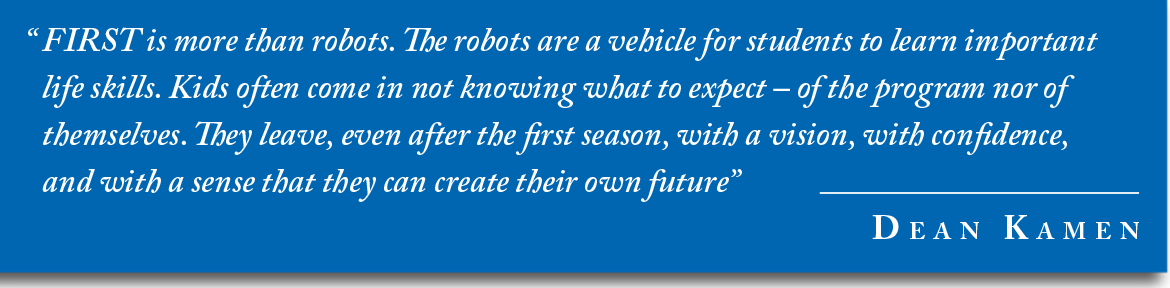 “FIRST is more than robots. The robots are a vehicle for students to learn important
life skills. Kids often come in not knowing what to expect – of the program nor of
themselves. They leave, even after the first season, with a vision, with confidence,
and with a sense that they can create their own future”
DEAN KAMEN